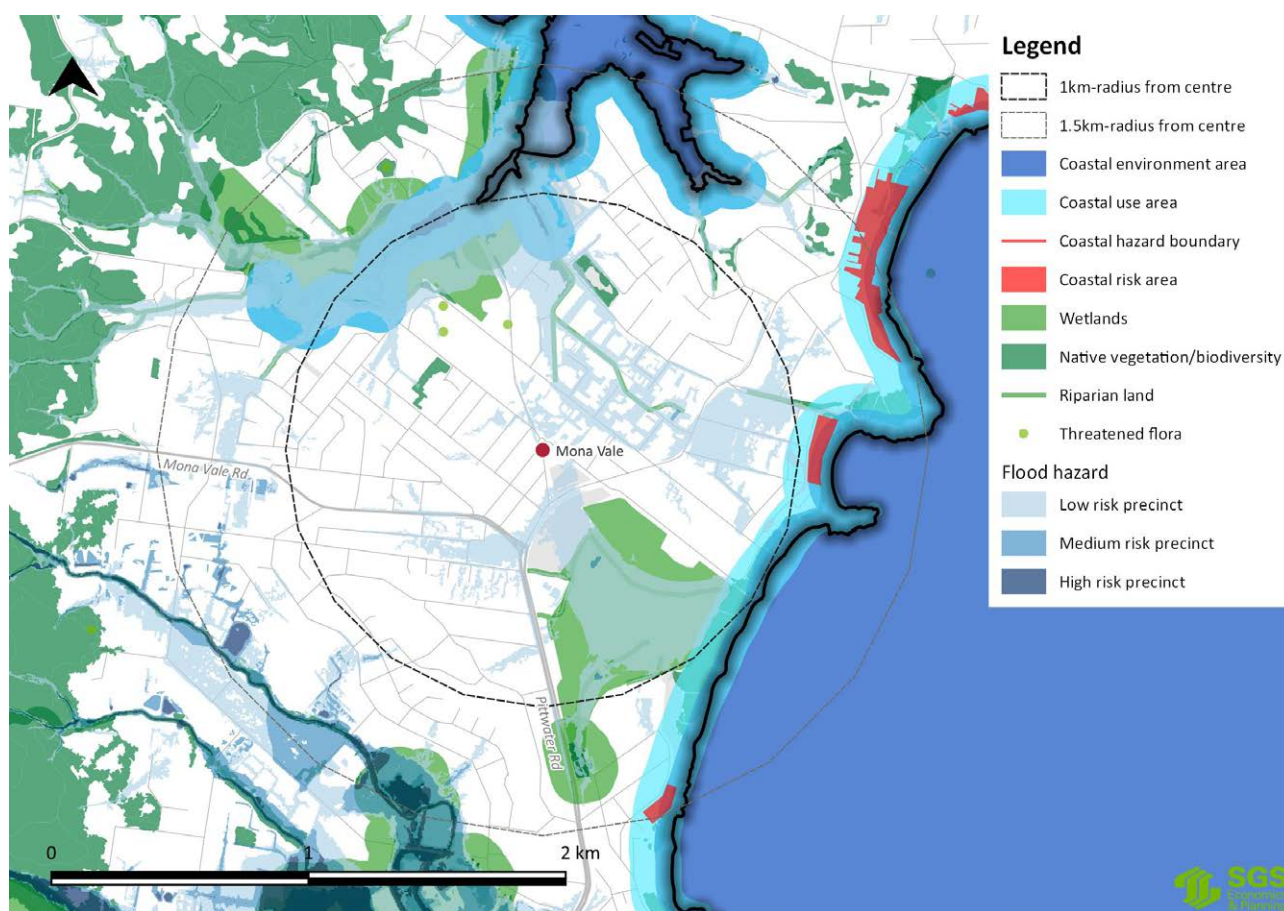 Legend
1km-radius from centre
1.5km-radius from centre
Coastal environment area
Coastal use area
Coastal hazard boundary
Coastal risk area
Wetlands
Native vegetation/biodiversity
Riparian land
Threatened flora
Flood hazard
Low risk precinct
Medium risk precinct
High risk precinct
Mona Vale
Mona Vale Rd
Pittwater Rd
0 1 2 km
SGS
Economics
& Planning